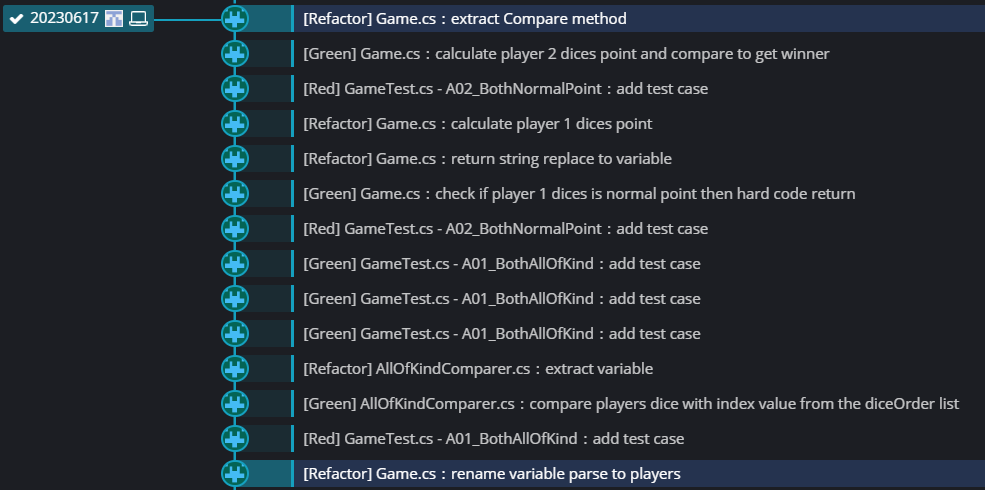 20230617
[Refactor] Game.cs : extract Compare method
[Green] Game.cs : calculate player 2 dices point and compare to get winner
[Red] GameTest.cs - A02_BothNormalPoint : add test case
[Refactor] Game.cs : calculate player 1 dices point
[Refactor] Game.cs : return string replace to variable
[Green] Game.cs : check if player 1 dices is normal point then hard code return
[Red] GameTest.cs - A02_BothNormalPoint : add test case
[Green] GameTest.cs - A01_BothAllOfKind : add test case
[Green] GameTest.cs - A01_BothAllOfKind : add test case
[Green] GameTest.cs - A01_BothAllOfKind : add test case
[Refactor] AllOfKindComparer.cs : extract variable
[Green] AllOfKindComparer.cs : compare players dice with index value from the diceOrder list
[Red] GameTest.cs - A01_BothAllOfKind : add test case
[Refactor] Game.cs : rename variable parse to players